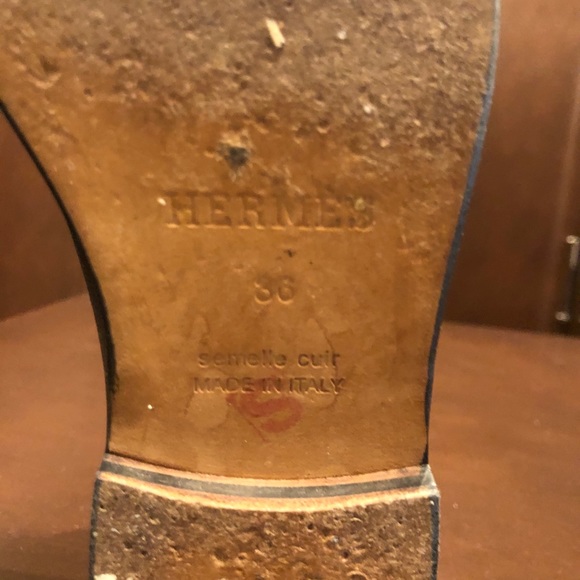 HERMES
36
semelle cuir
MADE IN ITALY